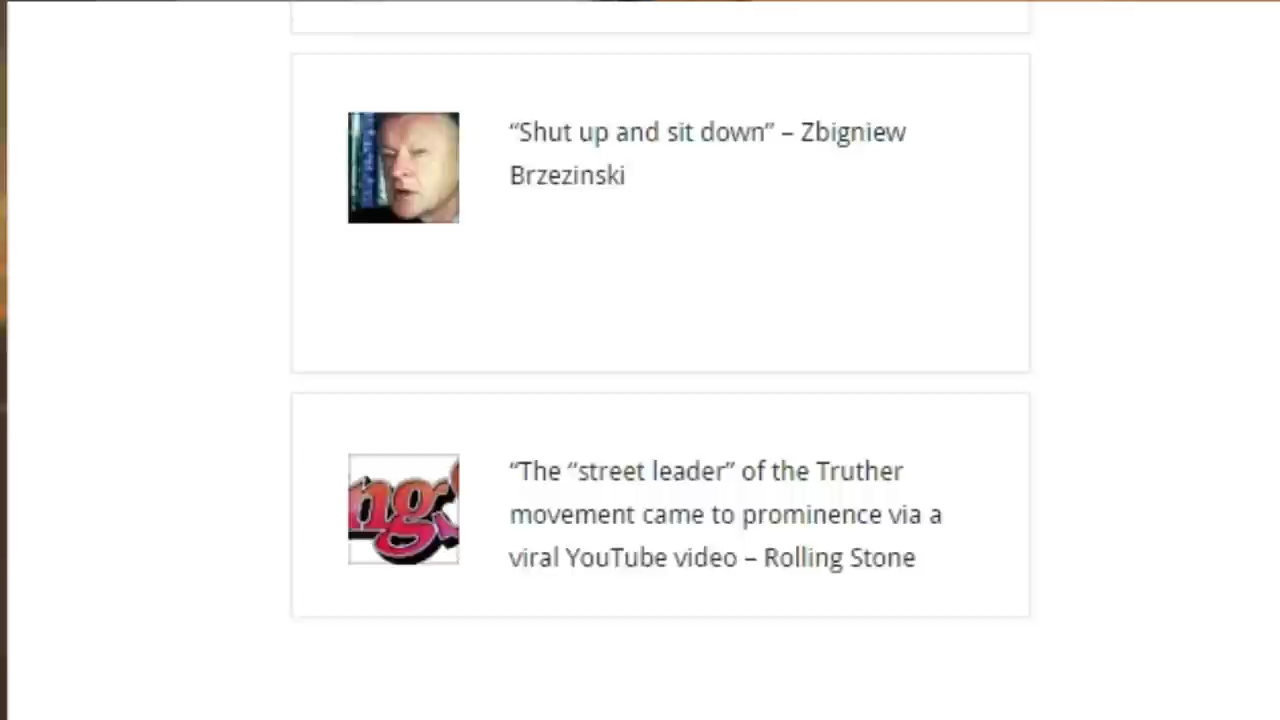 “Shut up and sit down” – Zbigniew
Brzezinski
ng
“The “street leader” of the Truther
movement came to prominence via a
viral YouTube video – Rolling Stone